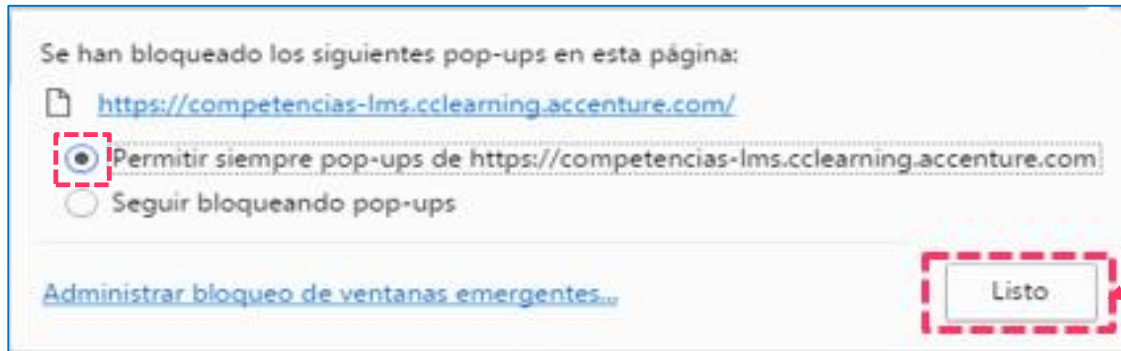 Se han bloqueado los siguientes pop-ups en esta página:
https://competencias-lms.cclearning.accenture.com/
Permitir siempre pop-ups de https://competencias-lms.cclearning.accenture.com
Seguir bloqueando pop-ups
Administrar bloqueo de ventanas emergentes...
Listo